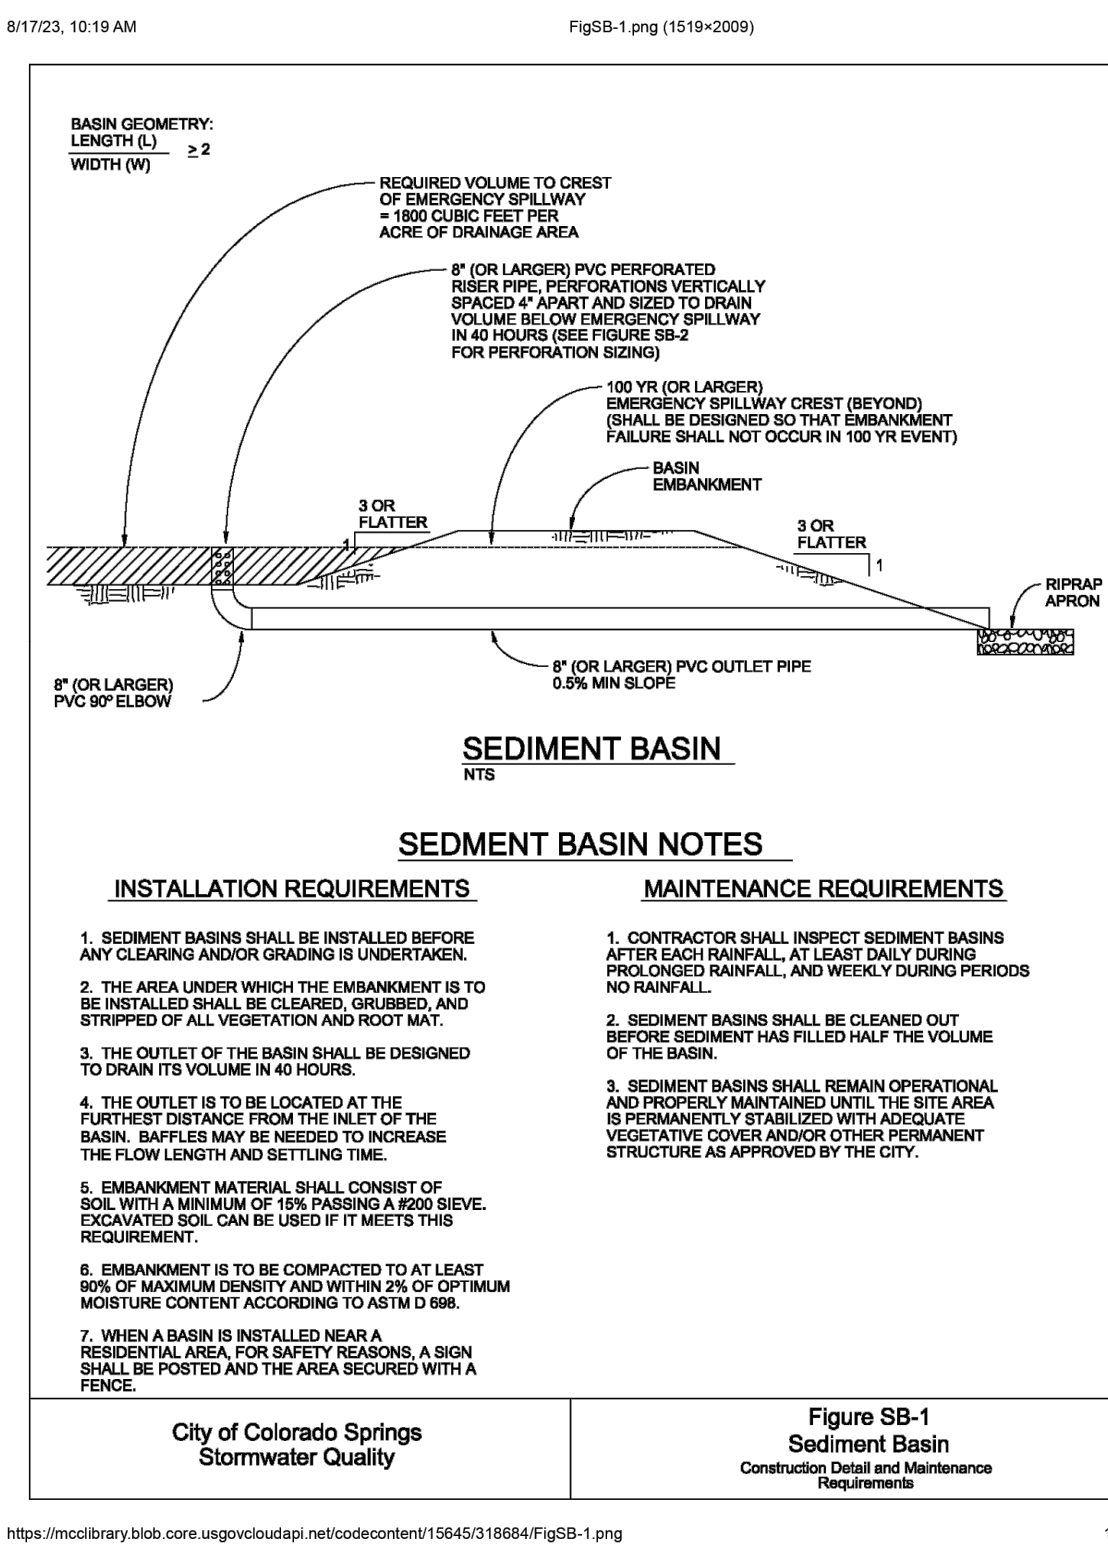 8/17/23, 10:19 AM
FigSB-1.png (1519×2009)
BASIN GEOMETRY:
LENGTH (L)
≥ 2
WIDTH (W)
REQUIRED VOLUME TO CREST
OF EMERGENCY SPILLWAY
= 1800 CUBIC FEET PER
ACRE OF DRAINAGE AREA
8" (OR LARGER) PVC PERFORATED
RISER PIPE, PERFORATIONS VERTICALLY
SPACED 4" APART AND SIZED TO DRAIN
VOLUME BELOW EMERGENCY SPILLWAY
IN 40 HOURS (SEE FIGURE SB-2
FOR PERFORATION SIZING)
100 YR (OR LARGER)
EMERGENCY SPILLWAY CREST (BEYOND)
(SHALL BE DESIGNED SO THAT EMBANKMENT
FAILURE SHALL NOT OCCUR IN 100 YR EVENT)
BASIN
EMBANKMENT
3 OR
FLATTER
1
3 OR
FLATTER
1
RIPRAP
APRON
8" (OR LARGER) PVC OUTLET PIPE
0.5% MIN SLOPE
8" (OR LARGER)
PVC 90º ELBOW
SEDIMENT BASIN
NTS
SEDMENT BASIN NOTES
INSTALLATION REQUIREMENTS
1. SEDIMENT BASINS SHALL BE INSTALLED BEFORE
ANY CLEARING AND/OR GRADING IS UNDERTAKEN.
2. THE AREA UNDER WHICH THE EMBANKMENT IS TO
BE INSTALLED SHALL BE CLEARED, GRUBBED, AND
STRIPPED OF ALL VEGETATION AND ROOT MAT.
3. THE OUTLET OF THE BASIN SHALL BE DESIGNED
TO DRAIN ITS VOLUME IN 40 HOURS.
4. THE OUTLET IS TO BE LOCATED AT THE
FURTHEST DISTANCE FROM THE INLET OF THE
BASIN. BAFFLES MAY BE NEEDED TO INCREASE
THE FLOW LENGTH AND SETTLING TIME.
5. EMBANKMENT MATERIAL SHALL CONSIST OF
SOIL WITH A MINIMUM OF 15% PASSING A #200 SIEVE.
EXCAVATED SOIL CAN BE USED IF IT MEETS THIS
REQUIREMENT.
6. EMBANKMENT IS TO BE COMPACTED TO AT LEAST
90% OF MAXIMUM DENSITY AND WITHIN 2% OF OPTIMUM
MOISTURE CONTENT ACCORDING TO ASTM D 698.
7. WHEN A BASIN IS INSTALLED NEAR A
RESIDENTIAL AREA, FOR SAFETY REASONS, A SIGN
SHALL BE POSTED AND THE AREA SECURED WITH A
FENCE.
MAINTENANCE REQUIREMENTS
1. CONTRACTOR SHALL INSPECT SEDIMENT BASINS
AFTER EACH RAINFALL, AT LEAST DAILY DURING
PROLONGED RAINFALL, AND WEEKLY DURING PERIODS
NO RAINFALL.
2. SEDIMENT BASINS SHALL BE CLEANED OUT
BEFORE SEDIMENT HAS FILLED HALF THE VOLUME
OF THE BASIN.
3. SEDIMENT BASINS SHALL REMAIN OPERATIONAL
AND PROPERLY MAINTAINED UNTIL THE SITE AREA
IS PERMANENTLY STABILIZED WITH ADEQUATE
VEGETATIVE COVER AND/OR OTHER PERMANENT
STRUCTURE AS APPROVED BY THE CITY.
City of Colorado Springs
Stormwater Quality
Figure SB-1
Sediment Basin
Construction Detail and Maintenance
Requirements
https://mcclibrary.blob.core.usgovcloudapi.net/codecontent/15645/318684/FigSB-1.png